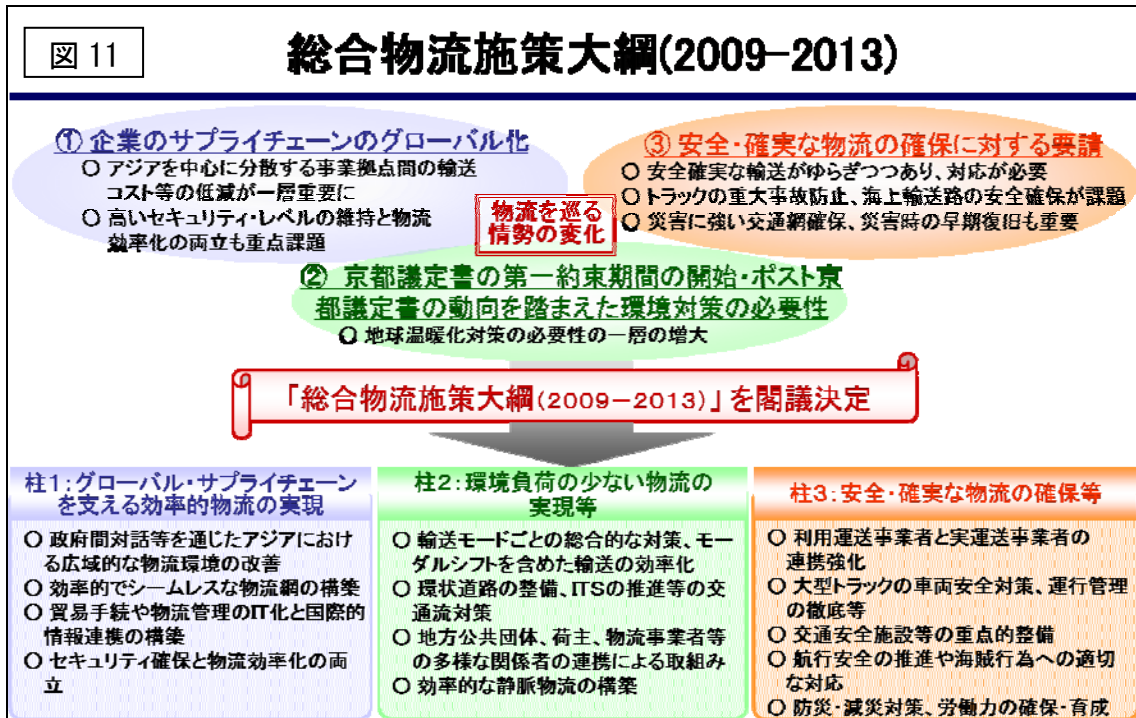 図11
総合物流施策大綱(2009−2013)
① 企業のサプライチェーンのグローバル化
○ アジアを中心に分散する事業拠点間の輸送
コスト等の低減が一層重要に
○ 高いセキュリティ・レベルの維持と物流
効率化の両立も重点課題
③ 安全・確実な物流の確保に対する要請
○ 安全確実な輸送がゆらぎつつあり、対応が必要
○ トラックの重大事故防止、海上輸送路の安全確保が課題
○ 災害に強い交通網確保、災害時の早期復旧も重要
物流を巡る
情勢の変化
② 京都議定書の第一約束期間の開始・ポスト京
都議定書の動向を踏まえた環境対策の必要性
○ 地球温暖化対策の必要性の一層の増大
「総合物流施策大綱(2009−2013)」を閣議決定
柱1:グローバル・サプライチェーン
を支える効率的物流の実現
○ 政府間対話等を通じたアジアにおけ
る広域的な物流環境の改善
○ 効率的でシームレスな物流網の構築
○ 貿易手続や物流管理のIT化と国際的
情報連携の構築
○ セキュリティ確保と物流効率化の両
立
柱2:環境負荷の少ない物流の
実現等
○ 輸送モードごとの総合的な対策、モー
ダルシフトを含めた輸送の効率化
○ 環状道路の整備、ITSの推進等の交
通流対策
○ 地方公共団体、荷主、物流事業者等
の多様な関係者の連携による取組み
○ 効率的な静脈物流の構築
柱3:安全・確実な物流の確保等
○ 利用運送事業者と実運送事業者の
連携強化
○ 大型トラックの車両安全対策、運行管理
の徹底等
○ 交通安全施設等の重点的整備
○ 航行安全の推進や海賊行為への適切
な対応
○ 防災・減災対策、労働力の確保・育成